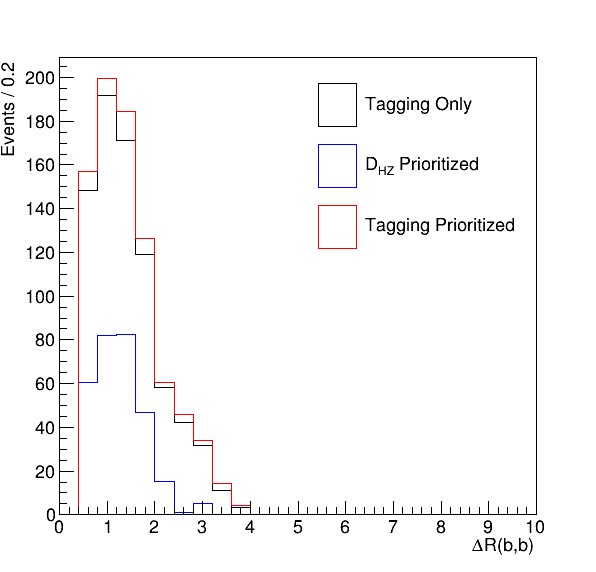 Events / 0.2
200
180
160
140
120
100
80
60
40
20
0
Tagging Only
D_HZ Prioritized
Tagging Prioritized
0 1 2 3 4 5 6 7 8 9 10
ΔR(b,b)